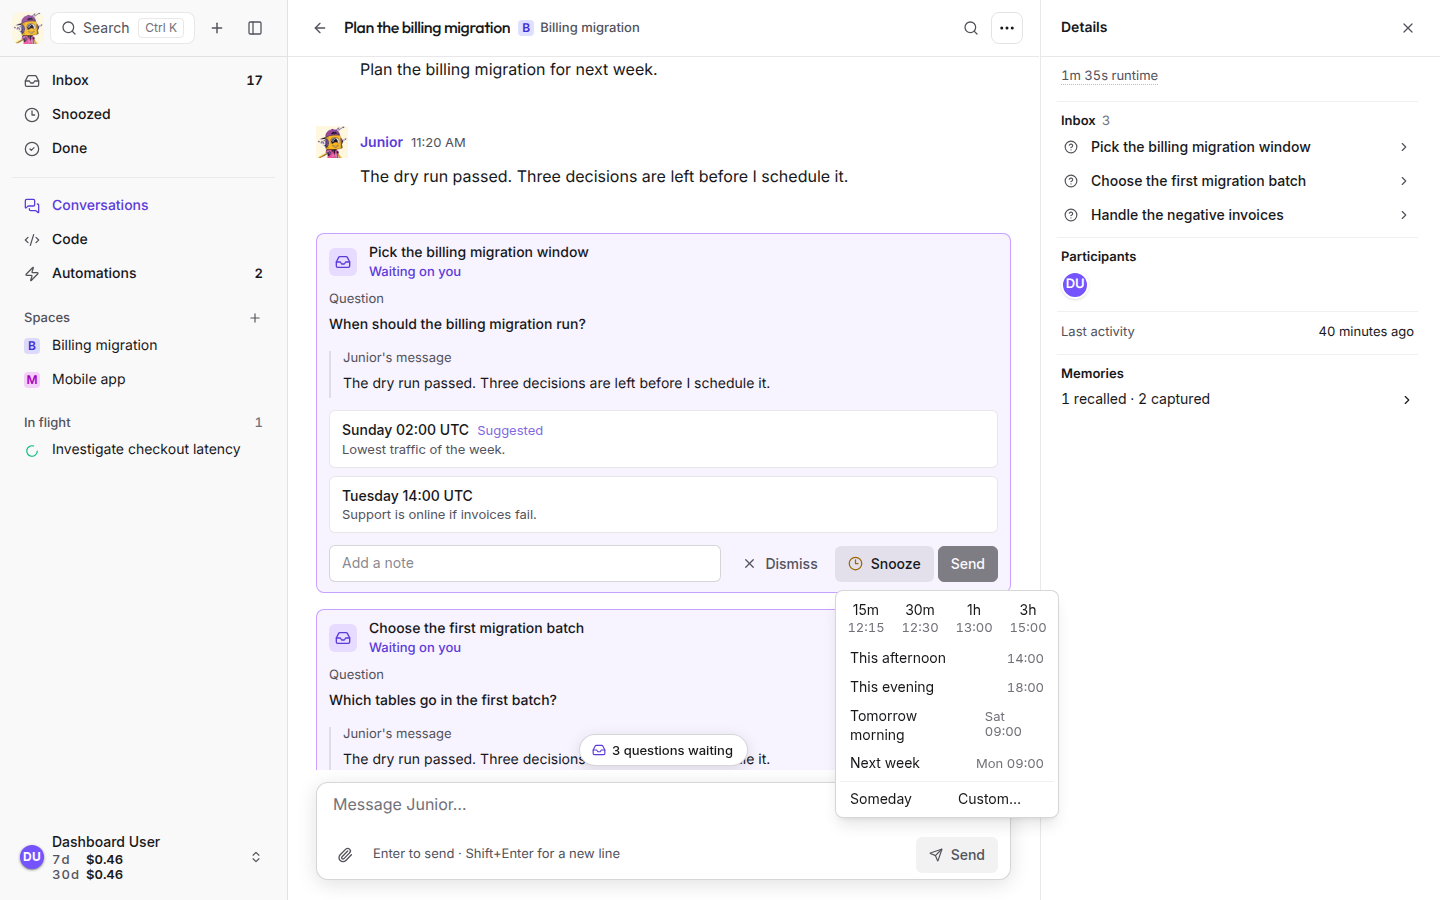 Search Ctrl K
Inbox 17
Snoozed
Done
Conversations
Code
Automations 2
Spaces
B Billing migration
M Mobile app
In flight 1
Investigate checkout latency
DU Dashboard User
7d $0.46
30d $0.46
Plan the billing migration B Billing migration
Plan the billing migration for next week.
Junior 11:20 AM
The dry run passed. Three decisions are left before I schedule it.
Pick the billing migration window
Waiting on you
Question
When should the billing migration run?
Junior's message
The dry run passed. Three decisions are left before I schedule it.
Sunday 02:00 UTC Suggested
Lowest traffic of the week.
Tuesday 14:00 UTC
Support is online if invoices fail.
Add a note Dismiss Snooze Send
15m 30m 1h 3h
12:15 12:30 13:00 15:00
This afternoon 14:00
This evening 18:00
Tomorrow morning Sat 09:00
Next week Mon 09:00
Someday Custom...
Choose the first migration batch
Waiting on you
Question
Which tables go in the first batch?
Junior's message
The dry run passed. Three decisions
it.
3 questions waiting
Message Junior...
Enter to send · Shift+Enter for a new line Send
Details
1m 35s runtime
Inbox 3
Pick the billing migration window
Choose the first migration batch
Handle the negative invoices
Participants
DU
Last activity 40 minutes ago
Memories
1 recalled · 2 captured